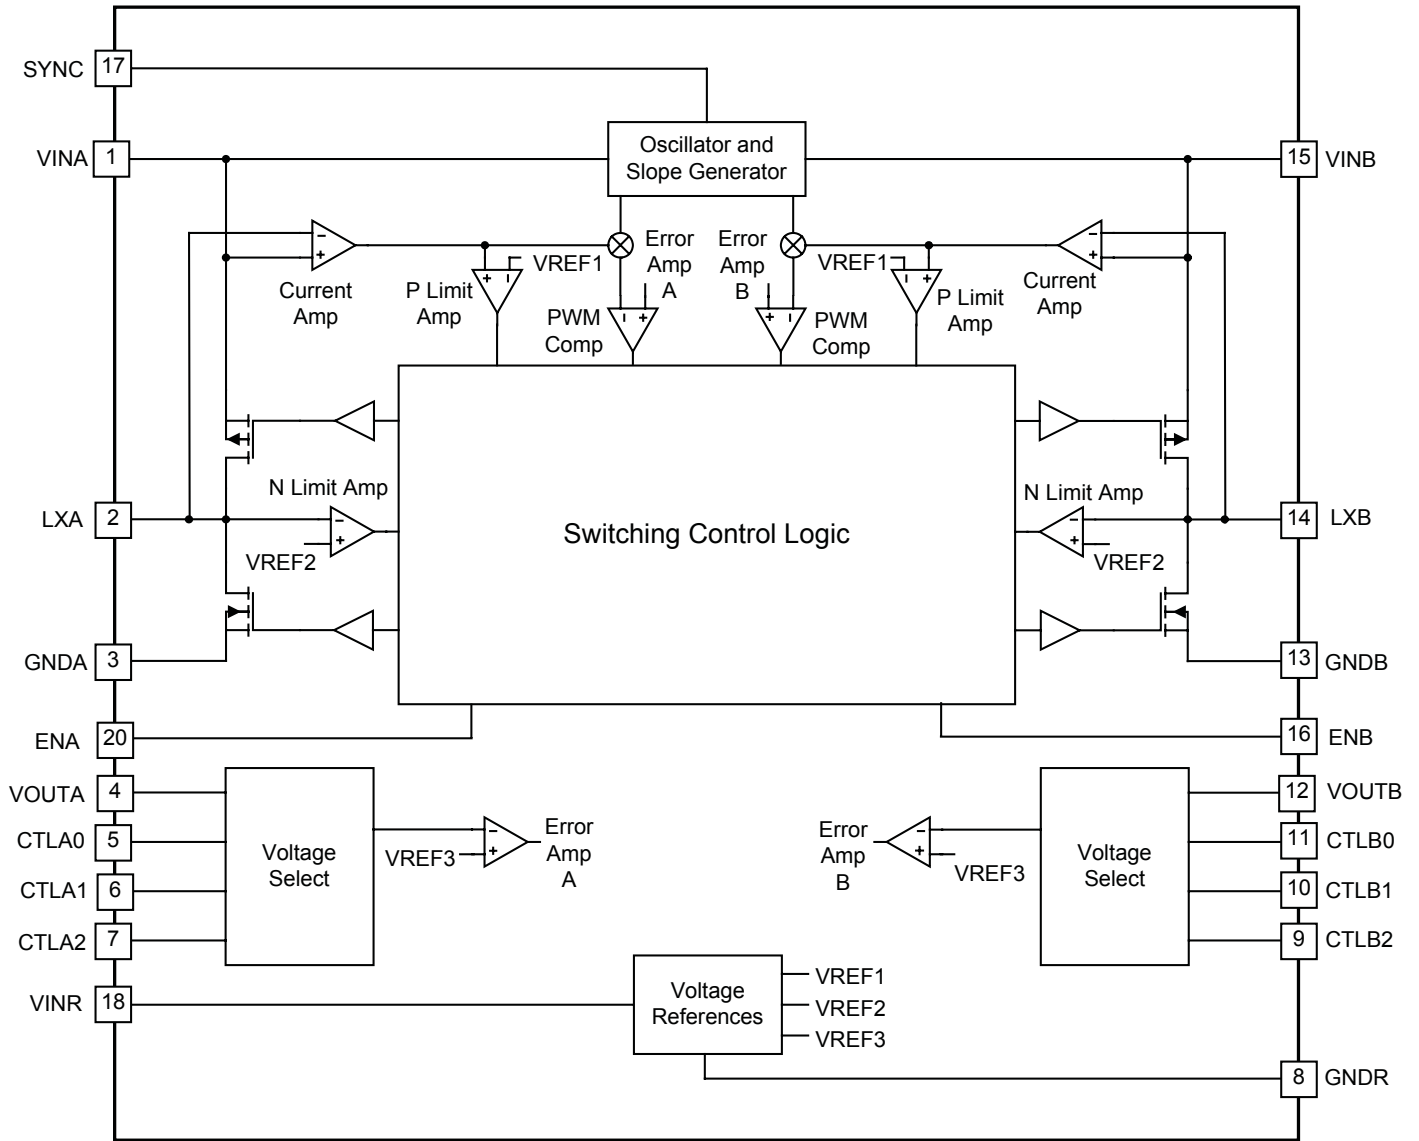 SYNC 17
VINA 1
Oscillator and
Slope Generator
15 VINB
Current
Amp
P Limit
Amp
VREF1
Error
Amp
A
PWM
Comp
Error
Amp
B
PWM
Comp
VREF1
P Limit
Amp
Current
Amp
N Limit Amp
LXA 2
VREF2
Switching Control Logic
N Limit Amp
14 LXB
VREF2
GNDA 3
13 GNDB
ENA 20
16 ENB
VOUTA 4
CTLA0 5
CTLA1 6
CTLA2 7
Voltage
Select
VREF3
Error
Amp
A
Error
Amp
B
VREF3
Voltage
Select
12 VOUTB
11 CTLB0
10 CTLB1
9 CTLB2
VINR 18
Voltage
References
VREF1
VREF2
VREF3
8 GNDR